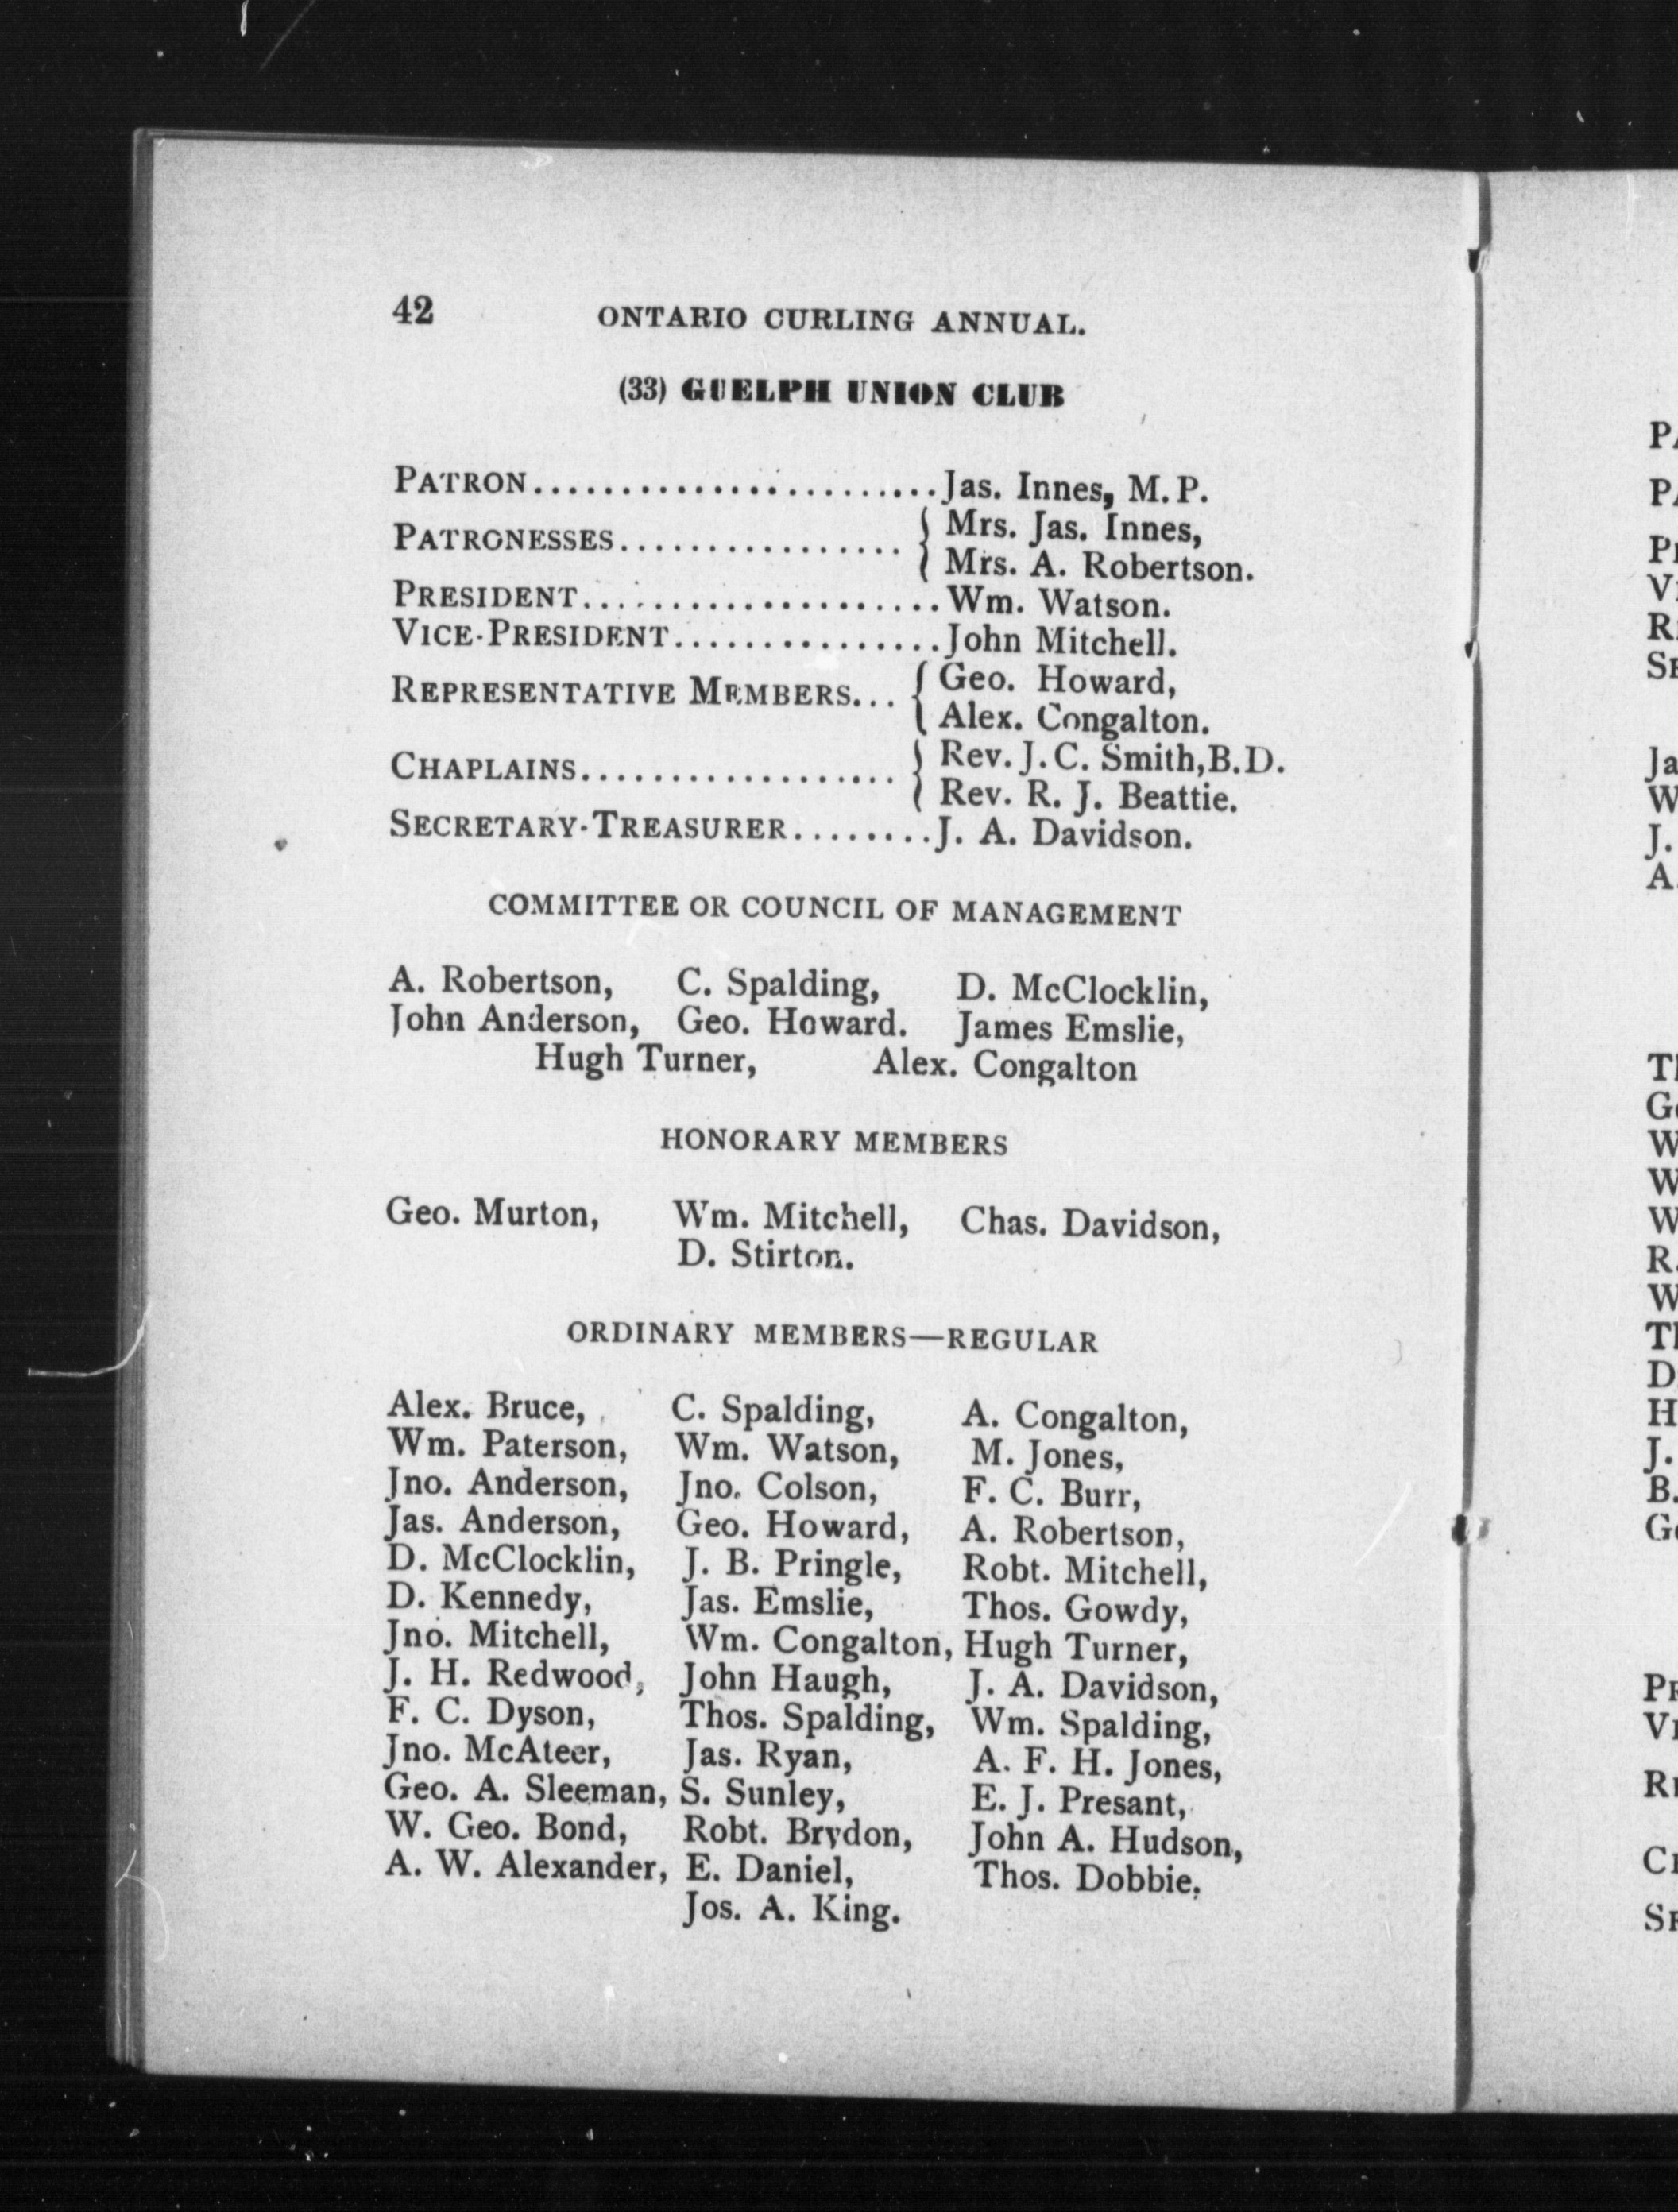 42 ONTARIO CURLING ANNUAL.
(33) GUELPH UNION CLUB
PATRON........................Jas. Innes, M.P.
PATRONESSES................. { Mrs. Jas. Innes,
{ Mrs. A. Robertson.
PRESIDENT.....................Wm. Watson.
VICE-PRESIDENT...............John Mitchell.
REPRESENTATIVE MEMBERS... { Geo. Howard,
{ Alex. Congalton.
CHAPLAINS................... { Rev. J. C. Smith, B.D.
{ Rev. R. J. Beattie.
SECRETARY-TREASURER........J. A. Davidson.
COMMITTEE OR COUNCIL OF MANAGEMENT
A. Robertson, C. Spalding, D. McClocklin,
John Anderson, Geo. Howard. James Emslie,
Hugh Turner, Alex. Congalton
HONORARY MEMBERS
Geo. Murton, Wm. Mitchell, Chas. Davidson,
D. Stirton.
ORDINARY MEMBERS—REGULAR
Alex. Bruce, C. Spalding, A. Congalton,
Wm. Paterson, Wm. Watson, M. Jones,
Jno. Anderson, Jno. Colson, F. C. Burr,
Jas. Anderson, Geo. Howard, A. Robertson,
D. McClocklin, J. B. Pringle, Robt. Mitchell,
D. Kennedy, Jas. Emslie, Thos. Gowdy,
Jno. Mitchell, Wm. Congalton, Hugh Turner,
J. H. Redwood, John Haugh, J. A. Davidson,
F. C. Dyson, Thos. Spalding, Wm. Spalding,
Jno. McAteer, Jas. Ryan, A. F. H. Jones,
Geo. A. Sleeman, S. Sunley, E. J. Presant,
W. Geo. Bond, Robt. Brydon, John A. Hudson,
A. W. Alexander, E. Daniel, Thos. Dobbie.
Jos. A. King.